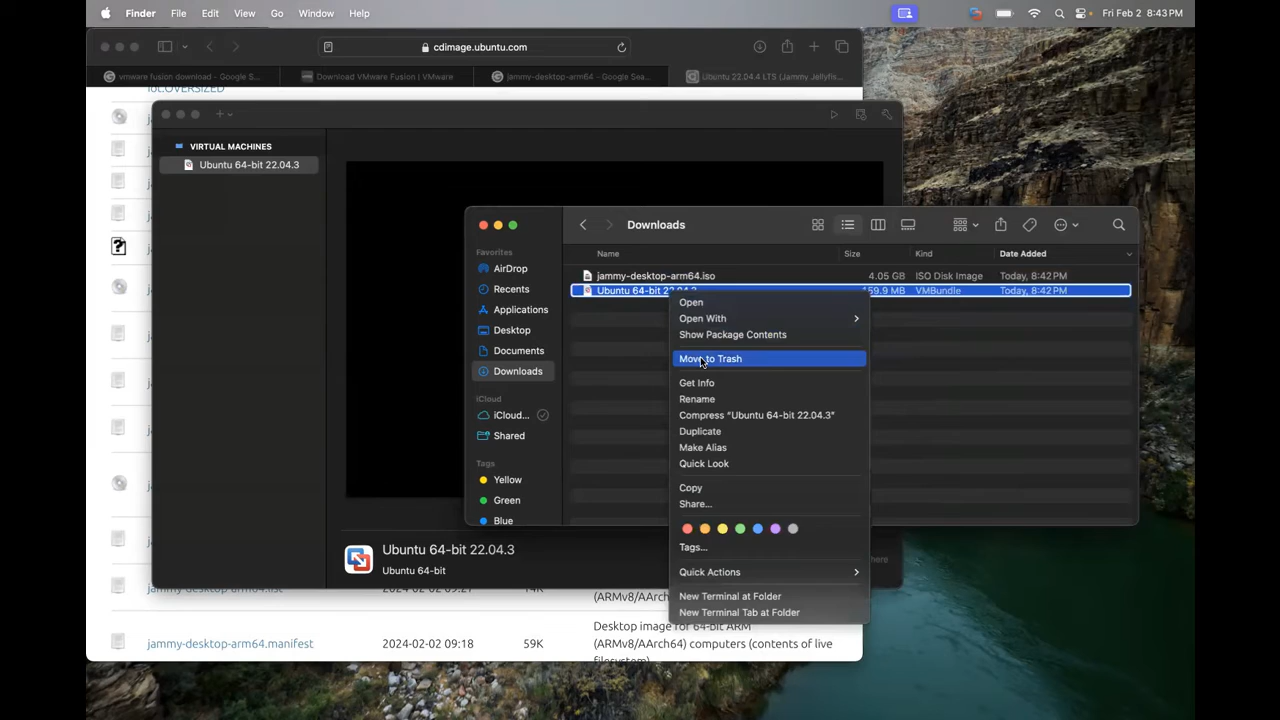 Finder File Edit View Go Window Help Fri Feb 2 8:43 PM
cdimage.ubuntu.com
vmware fusion download - Google S...
Download VMware Fusion | VMware
jammy-desktop-arm64 - Google Sea...
Ubuntu 22.04.4 LTS (Jammy Jellyfis...
VIRTUAL MACHINES
Ubuntu 64-bit 22.04.3
Downloads
Favorites
AirDrop
Recents
Applications
Desktop
Documents
Downloads
iCloud
iCloud...
Shared
Tags
Yellow
Green
Blue
Name Size Kind Date Added
jammy-desktop-arm64.iso 4.05 GB ISO Disk Image Today, 8:42 PM
Ubuntu 64-bit 22.04.3 VMBundle Today, 8:42 PM
Open
Open With
Show Package Contents
Move to Trash
Get Info
Rename
Compress “Ubuntu 64-bit 22.04.3”
Duplicate
Make Alias
Quick Look
Copy
Share...
Tags...
Quick Actions
New Terminal at Folder
New Terminal Tab at Folder
Ubuntu 64-bit 22.04.3
Ubuntu 64-bit
jammy-desktop-arm64.manifest 2024-02-02 09:18 59K
Desktop image for 64-bit ARM
(ARMv8/AArch64) computers (contents of live
filesystem)